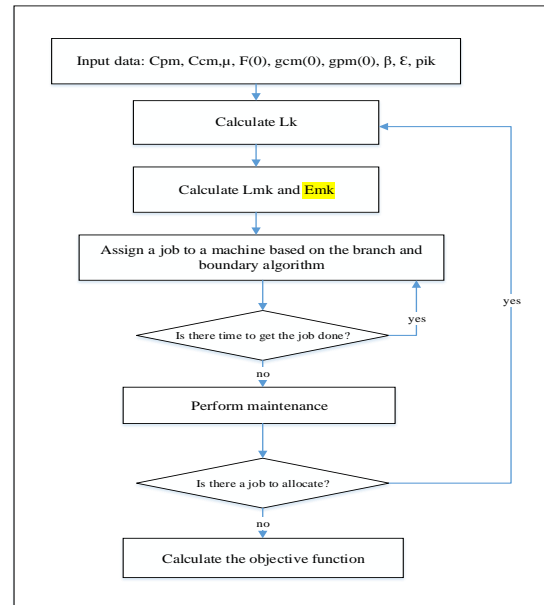 Input data: Cpm, Ccm,μ, F(0), gcm(0), gpm(0), β, Ɛ, pik
Calculate Lk
Calculate Lmk and Emk
Assign a job to a machine based on the branch and
boundary algorithm
yes
Is there time to get the job done?
yes
no
Perform maintenance
Is there a job to allocate?
no
Calculate the objective function